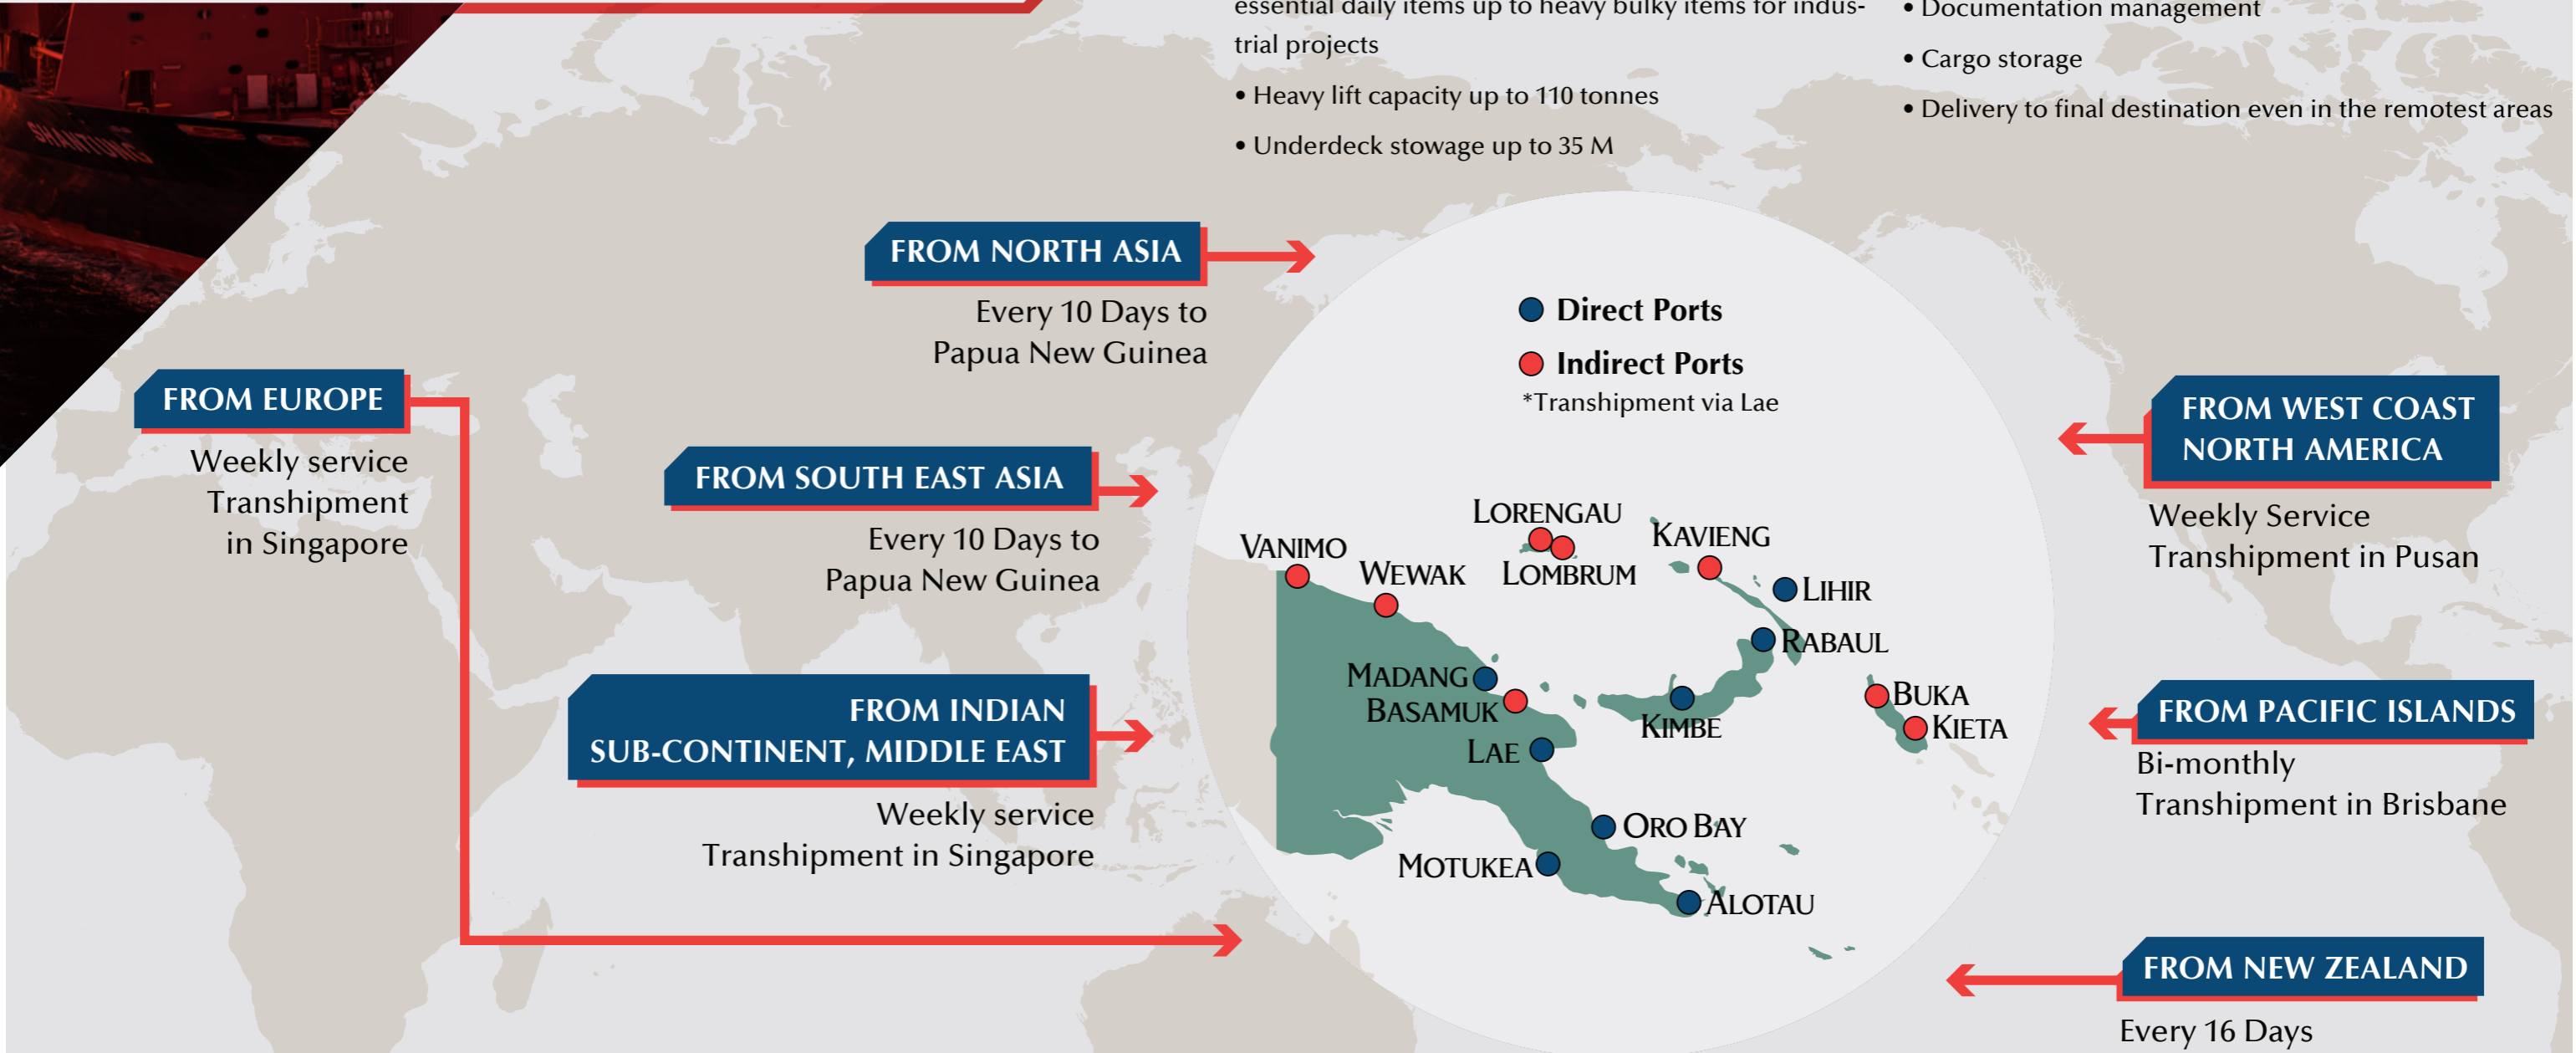 essential daily items up to heavy bulky items for indus-
trial projects
• Heavy lift capacity up to 110 tonnes
• Underdeck stowage up to 35 M
• Documentation management
• Cargo storage
• Delivery to final destination even in the remotest areas
SHANTUNG
FROM NORTH ASIA
Every 10 Days to
Papua New Guinea
FROM EUROPE
Weekly service
Transhipment
in Singapore
FROM SOUTH EAST ASIA
Every 10 Days to
Papua New Guinea
FROM INDIAN
SUB-CONTINENT, MIDDLE EAST
Weekly service
Transhipment in Singapore
Direct Ports
Indirect Ports
*Transhipment via Lae
LORENGAU
KAVIENG
VANIMO
WEWAK
LOMBRUM
LIHIR
RABAUL
MADANG
BASAMUK
KIMBE
BUKA
KIETA
LAE
ORO BAY
MOTUKEA
ALOTAU
FROM WEST COAST
NORTH AMERICA
Weekly Service
Transhipment in Pusan
FROM PACIFIC ISLANDS
Bi-monthly
Transhipment in Brisbane
FROM NEW ZEALAND
Every 16 Days